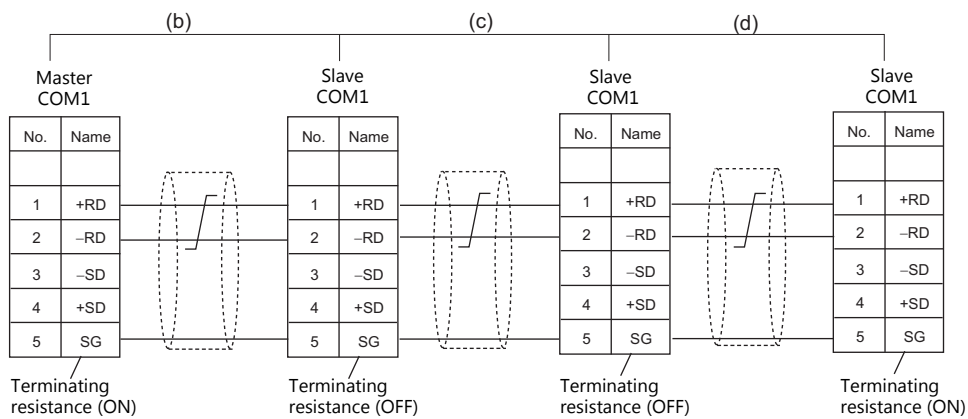 (b) (c) (d)
Master
COM1
Slave
COM1
Slave
COM1
Slave
COM1
No. Name
1 +RD
2 −RD
3 −SD
4 +SD
5 SG
No. Name
1 +RD
2 −RD
3 −SD
4 +SD
5 SG
No. Name
1 +RD
2 −RD
3 −SD
4 +SD
5 SG
No. Name
1 +RD
2 −RD
3 −SD
4 +SD
5 SG
Terminating
resistance (ON)
Terminating
resistance (OFF)
Terminating
resistance (OFF)
Terminating
resistance (ON)